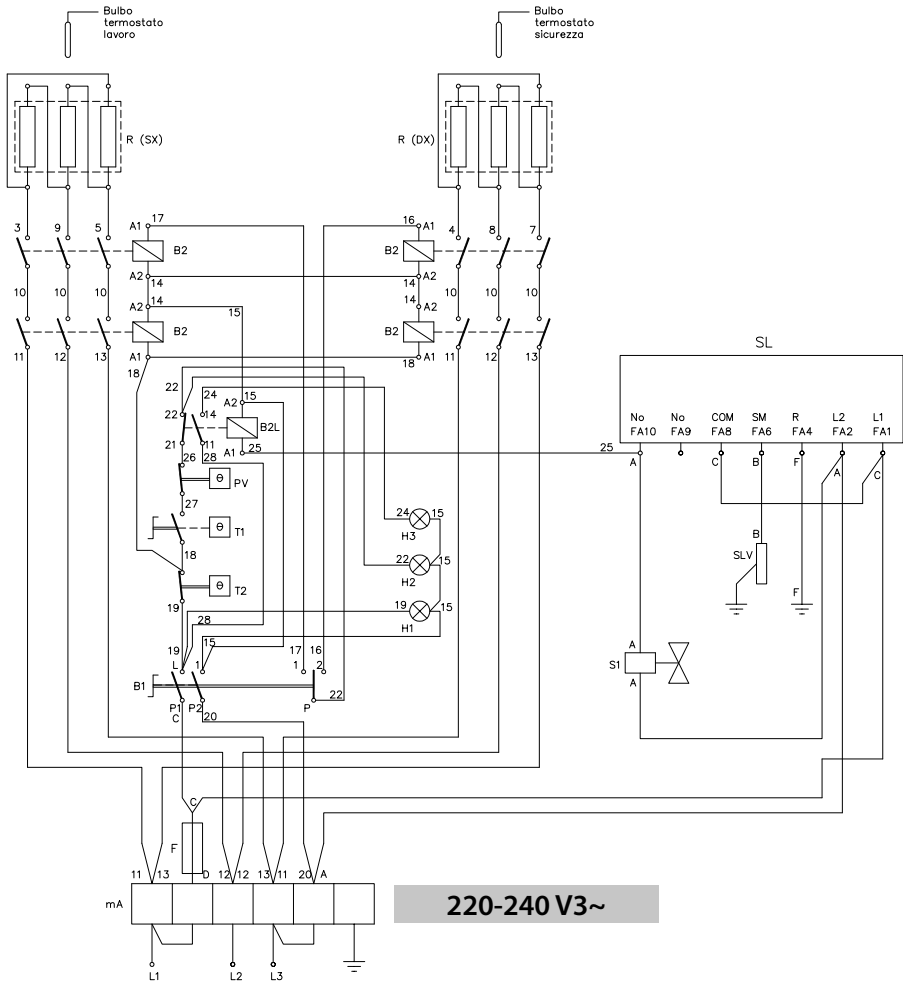 Bulbo
termostato
lavoro
Bulbo
termostato
sicurezza
R (SX)
R (DX)
3 9 5 A1 17 16 A1 4 8 7
B2 B2
A2 A2
14 14
10 10 10 A2 14 15 14 A2 10 10 10
B2 B2
11 12 13 A1 18 A1 11 12 13
18
SL
22 24 A2 15
22 14
B2L
21 11 A1 25
26 28
θ PV
27
θ T1
18
θ T2
19
28
24 15
H3
22 15
H2
19 15
H1
No No COM SM R L2 L1
FA10 FA9 FA8 FA6 FA4 FA2 FA1
25 A C B F A C
B
SLV
F
A
S1
A
19 15 17 16
L 1 1 2
B1
22
P1 P2 P
C 20
C
F
11 13 D 12 12 13 11 20 A
mA
220-240 V3~
L1 L2 L3